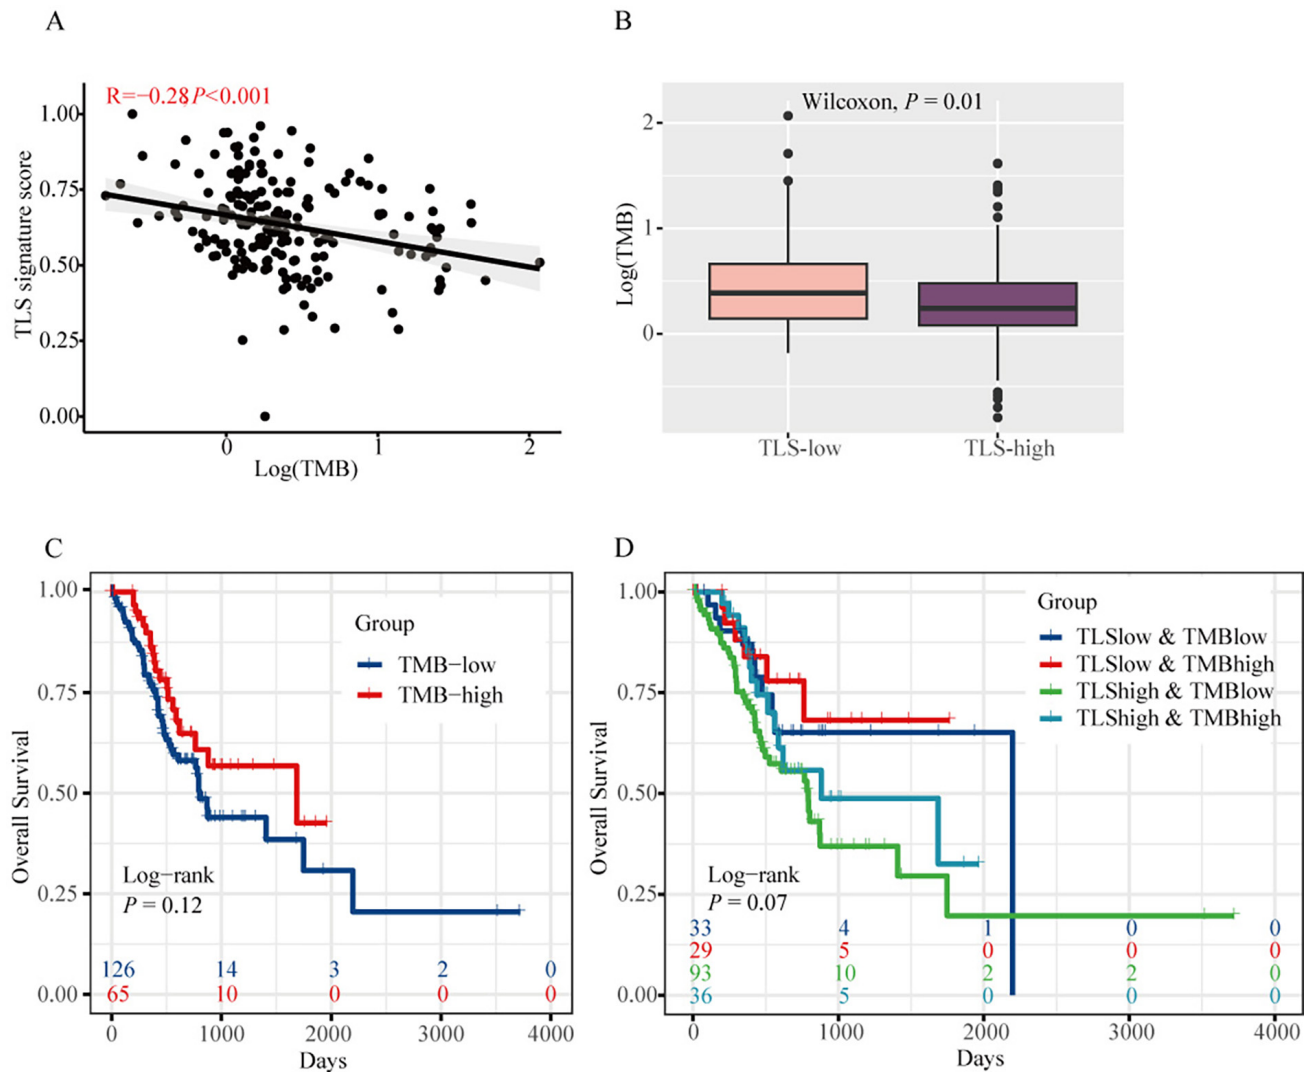 A
R=−0.28 P<0.001
1.00
0.75
0.50
0.25
0.00
TLS signature score
0 1 2
Log(TMB)
B
Wilcoxon, P = 0.01
2
1
0
Log(TMB)
TLS-low TLS-high
C
1.00
0.75
0.50
0.25
0.00
Overall Survival
Group
TMB−low
TMB−high
Log−rank
P = 0.12
126 14 3 2 0
65 10 0 0 0
0 1000 2000 3000 4000
Days
D
1.00
0.75
0.50
0.25
0.00
Overall Survival
Group
TLSlow & TMBlow
TLSlow & TMBhigh
TLShigh & TMBlow
TLShigh & TMBhigh
Log−rank
P = 0.07
33 4 1 0 0
29 5 0 0 0
93 10 2 2 0
36 5 0 0 0
0 1000 2000 3000 4000
Days